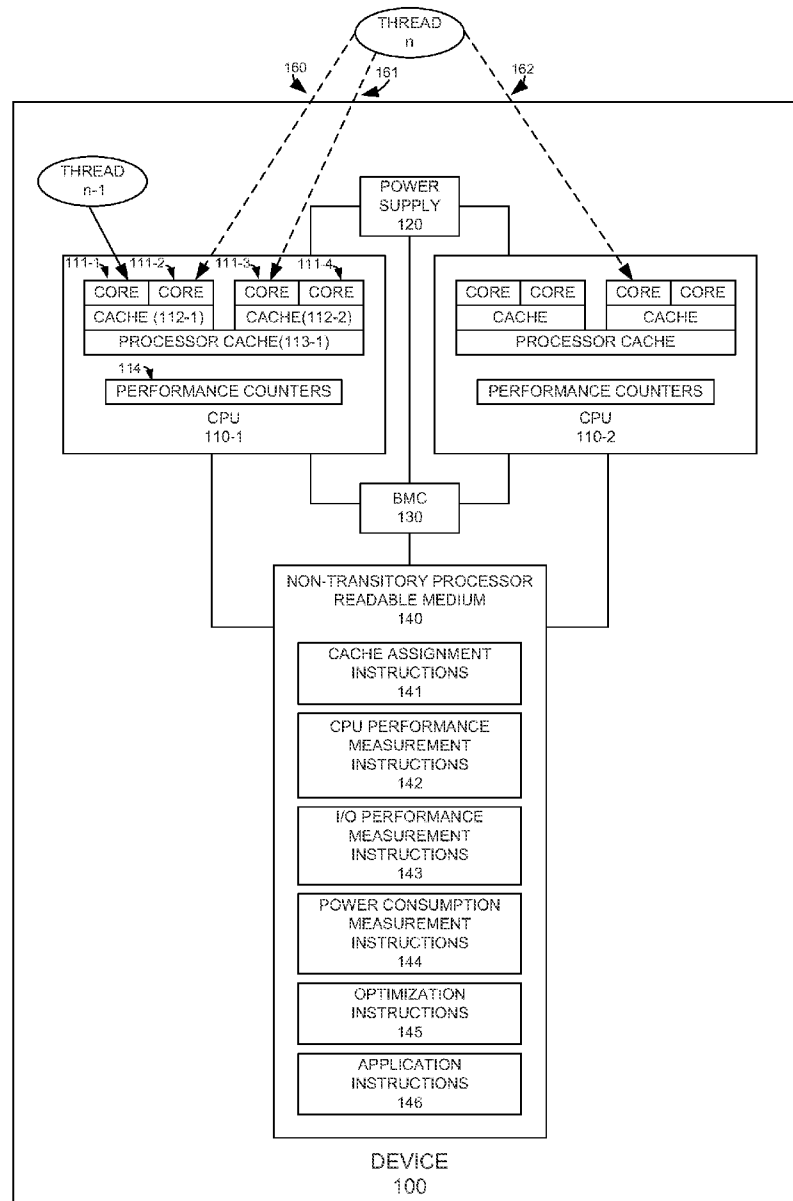 THREAD
n
160
161
162
THREAD
n-1
POWER
SUPPLY
120
111-1
111-2
111-3
111-4
CORE
CORE
CORE
CORE
CACHE (112-1)
CACHE(112-2)
PROCESSOR CACHE(113-1)
114
PERFORMANCE COUNTERS
CPU
110-1
CORE
CORE
CORE
CORE
CACHE
CACHE
PROCESSOR CACHE
PERFORMANCE COUNTERS
CPU
110-2
BMC
130
NON-TRANSITORY PROCESSOR
READABLE MEDIUM
140
CACHE ASSIGNMENT
INSTRUCTIONS
141
CPU PERFORMANCE
MEASUREMENT
INSTRUCTIONS
142
I/O PERFORMANCE
MEASUREMENT
INSTRUCTIONS
143
POWER CONSUMPTION
MEASUREMENT
INSTRUCTIONS
144
OPTIMIZATION
INSTRUCTIONS
145
APPLICATION
INSTRUCTIONS
146
DEVICE
100